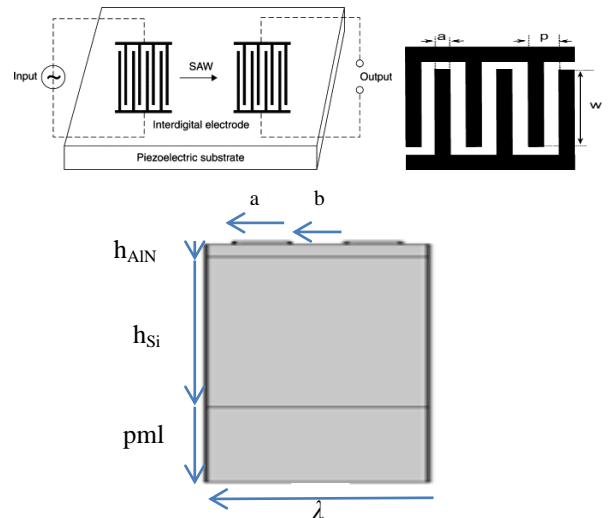 Input
SAW
Output
Interdigital electrode
Piezoelectric substrate
a
p
w
a
b
hAlN
hSi
pml
λ